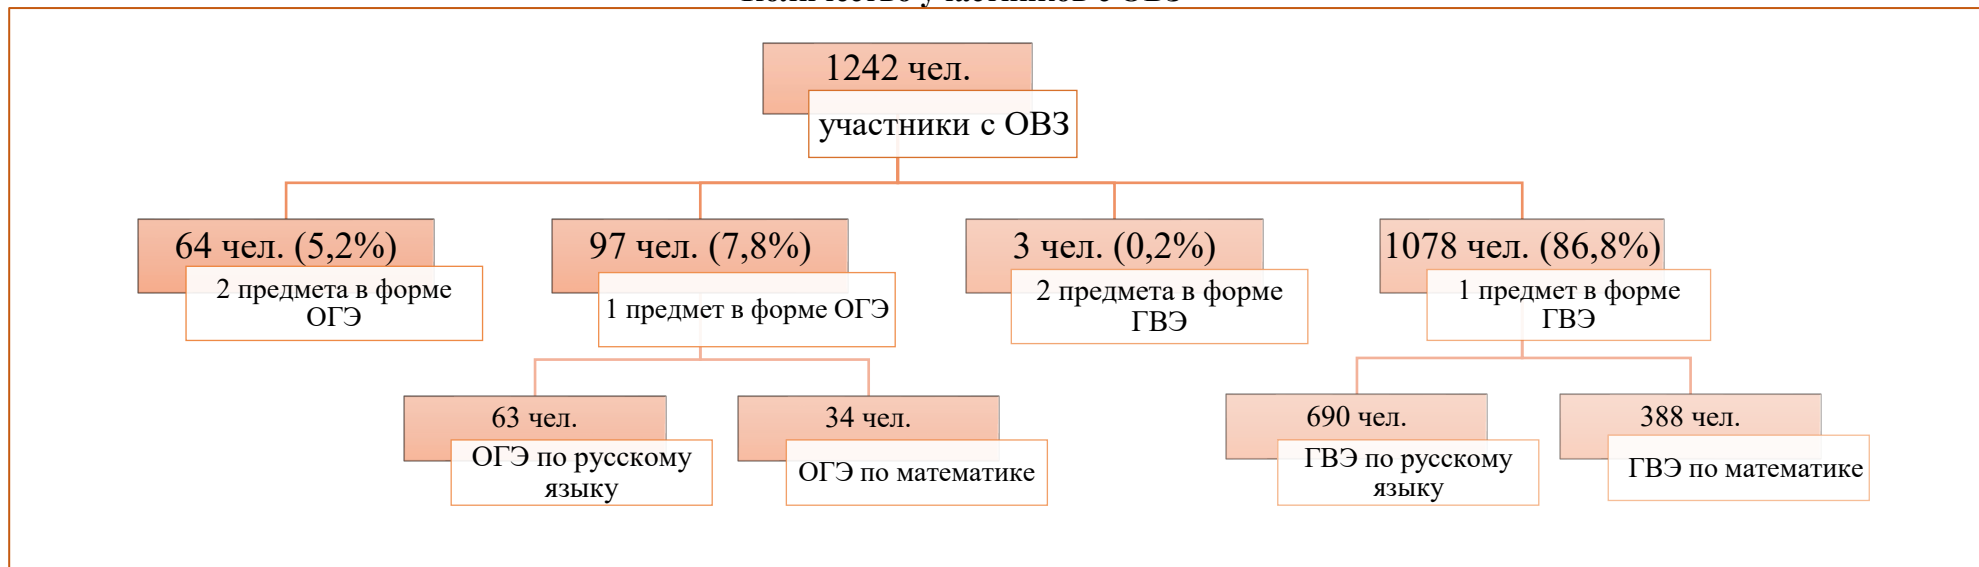 Количество участников с ОВЗ
1242 чел.
участники с ОВЗ
64 чел. (5,2%)
2 предмета в форме
ОГЭ
97 чел. (7,8%)
1 предмет в форме ОГЭ
3 чел. (0,2%)
2 предмета в форме
ГВЭ
1078 чел. (86,8%)
1 предмет в форме
ГВЭ
63 чел.
ОГЭ по русскому
языку
34 чел.
ОГЭ по математике
690 чел.
ГВЭ по русскому
языку
388 чел.
ГВЭ по математике